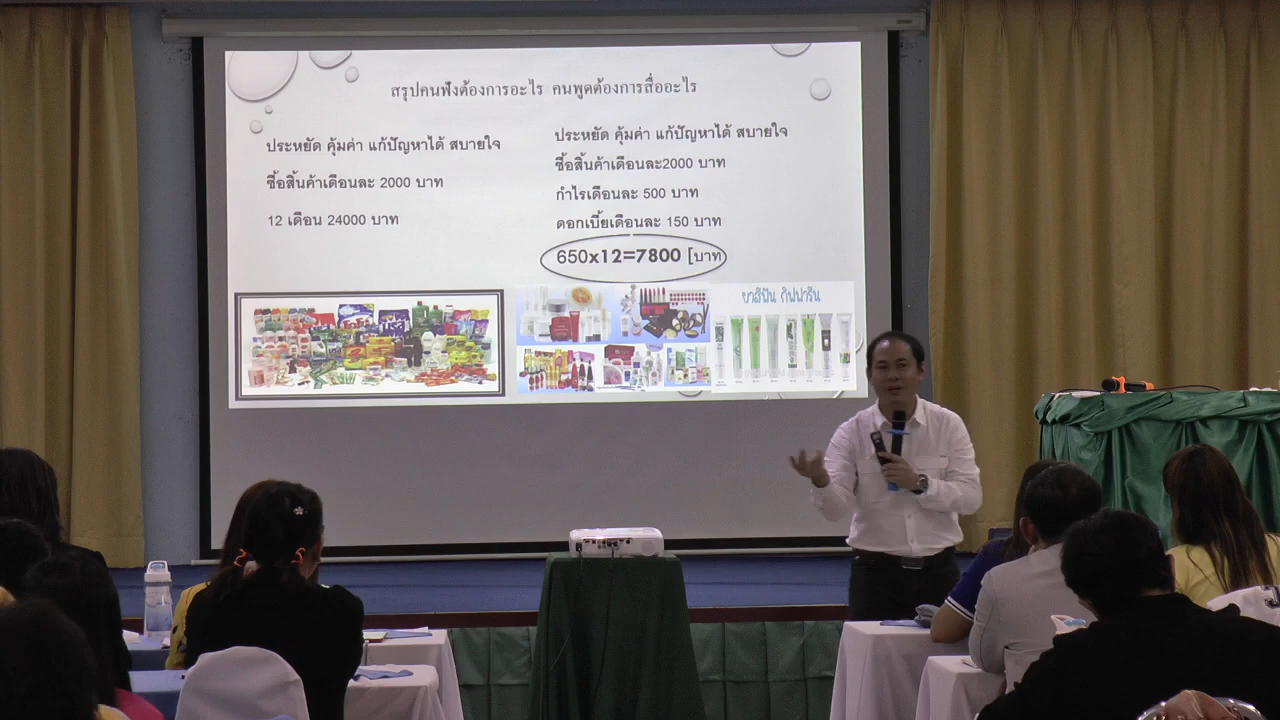 สรุปคนฟังต้องการอะไร คนพูดต้องการสื่ออะไร
ประหยัด คุ้มค่า แก้ปัญหาได้ สบายใจ
ซื้อสิ้นค้าเดือนละ 2000 บาท
12 เดือน 24000 บาท
ประหยัด คุ้มค่า แก้ปัญหาได้ สบายใจ
ซื้อสิ้นค้าเดือนละ2000 บาท
กำไรเดือนละ 500 บาท
ดอกเบี้ยเดือนละ 150 บาท
650x12=7800 [บาท
ยาสีฟัน กิฟฟารีน